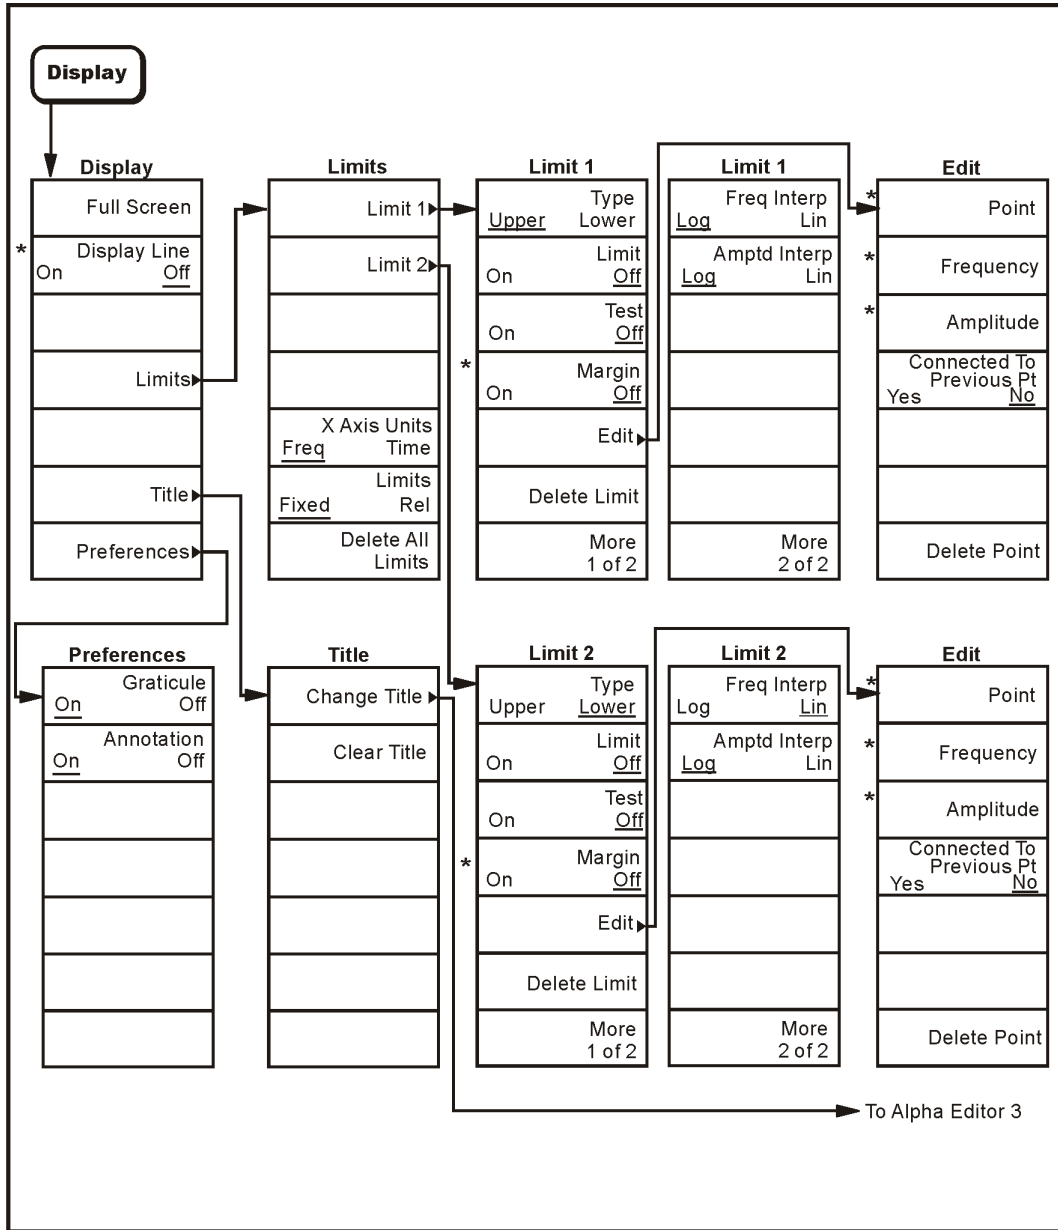 Display
Display
Full Screen
* Display Line
On Off
Limits
Title
Preferences
Limits
Limit 1
Limit 2
X Axis Units
Freq Time
Limits
Fixed Rel
Delete All
Limits
Limit 1
Type
Upper Lower
Limit
On Off
Test
On Off
* Margin
On Off
Edit
Delete Limit
More
1 of 2
Limit 1
Freq Interp
Log Lin
Amptd Interp
Log Lin
More
2 of 2
Edit
* Point
* Frequency
* Amplitude
Connected To
Previous Pt
Yes No
Delete Point
Preferences
Graticule
On Off
Annotation
On Off
Title
Change Title
Clear Title
Limit 2
Type
Upper Lower
Limit
On Off
Test
On Off
* Margin
On Off
Edit
Delete Limit
More
1 of 2
Limit 2
Freq Interp
Log Lin
Amptd Interp
Log Lin
More
2 of 2
Edit
* Point
* Frequency
* Amplitude
Connected To
Previous Pt
Yes No
Delete Point
To Alpha Editor 3